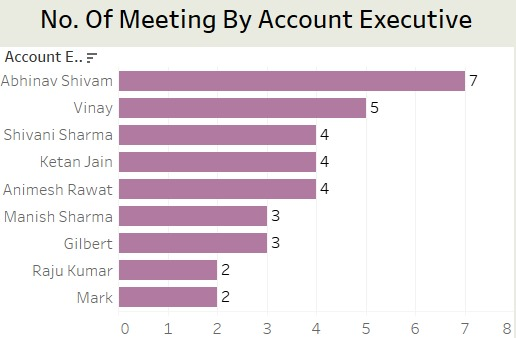 No. Of Meeting By Account Executive
Account E..
Abhinav Shivam 7
Vinay 5
Shivani Sharma 4
Ketan Jain 4
Animesh Rawat 4
Manish Sharma 3
Gilbert 3
Raju Kumar 2
Mark 2
0 1 2 3 4 5 6 7 8